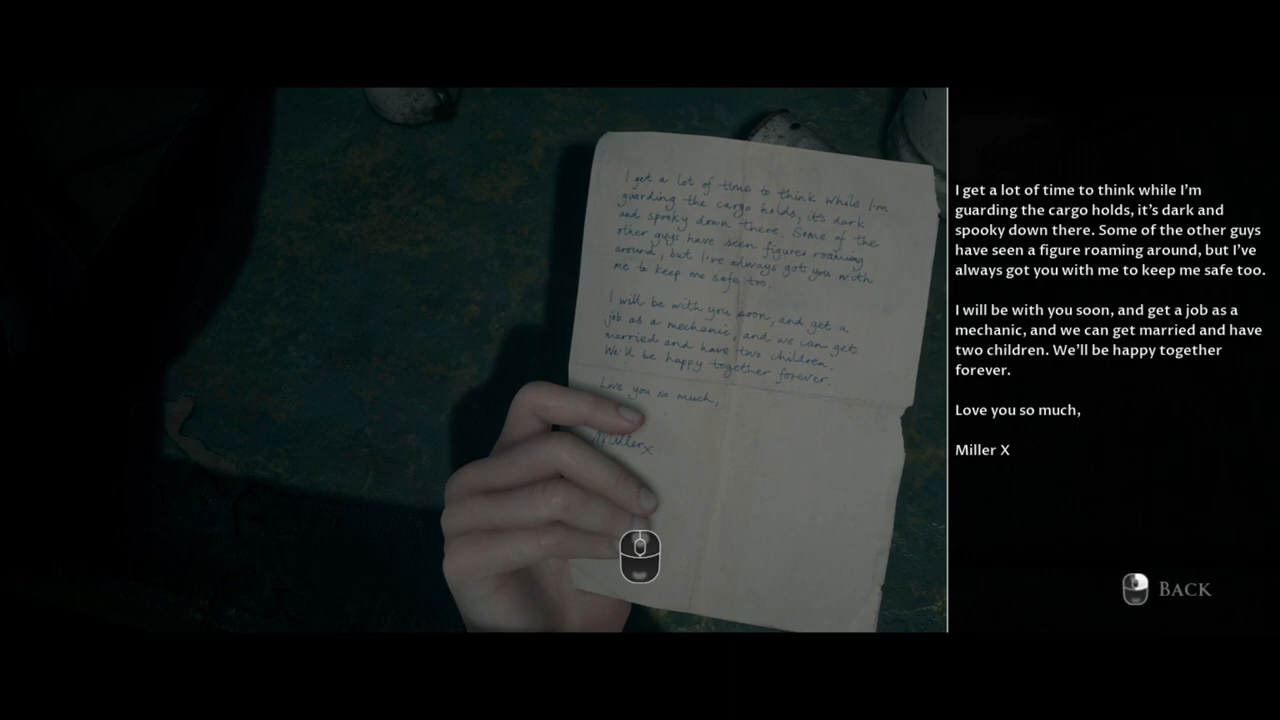 I get a lot of time to think while I'm
guarding the cargo holds, it's dark
and spooky down there. Some of the
other guys have seen figures roaming
around, but I've always got you with
me to keep me safe too.
I will be with you soon, and get a
job as a mechanic, and we can get
married and have two children.
We'll be happy together forever.
Love you so much,
Miller x
I get a lot of time to think while I'm
guarding the cargo holds, it's dark and
spooky down there. Some of the other guys
have seen a figure roaming around, but I've
always got you with me to keep me safe too.
I will be with you soon, and get a job as a
mechanic, and we can get married and have
two children. We'll be happy together
forever.
Love you so much,
Miller X
BACK